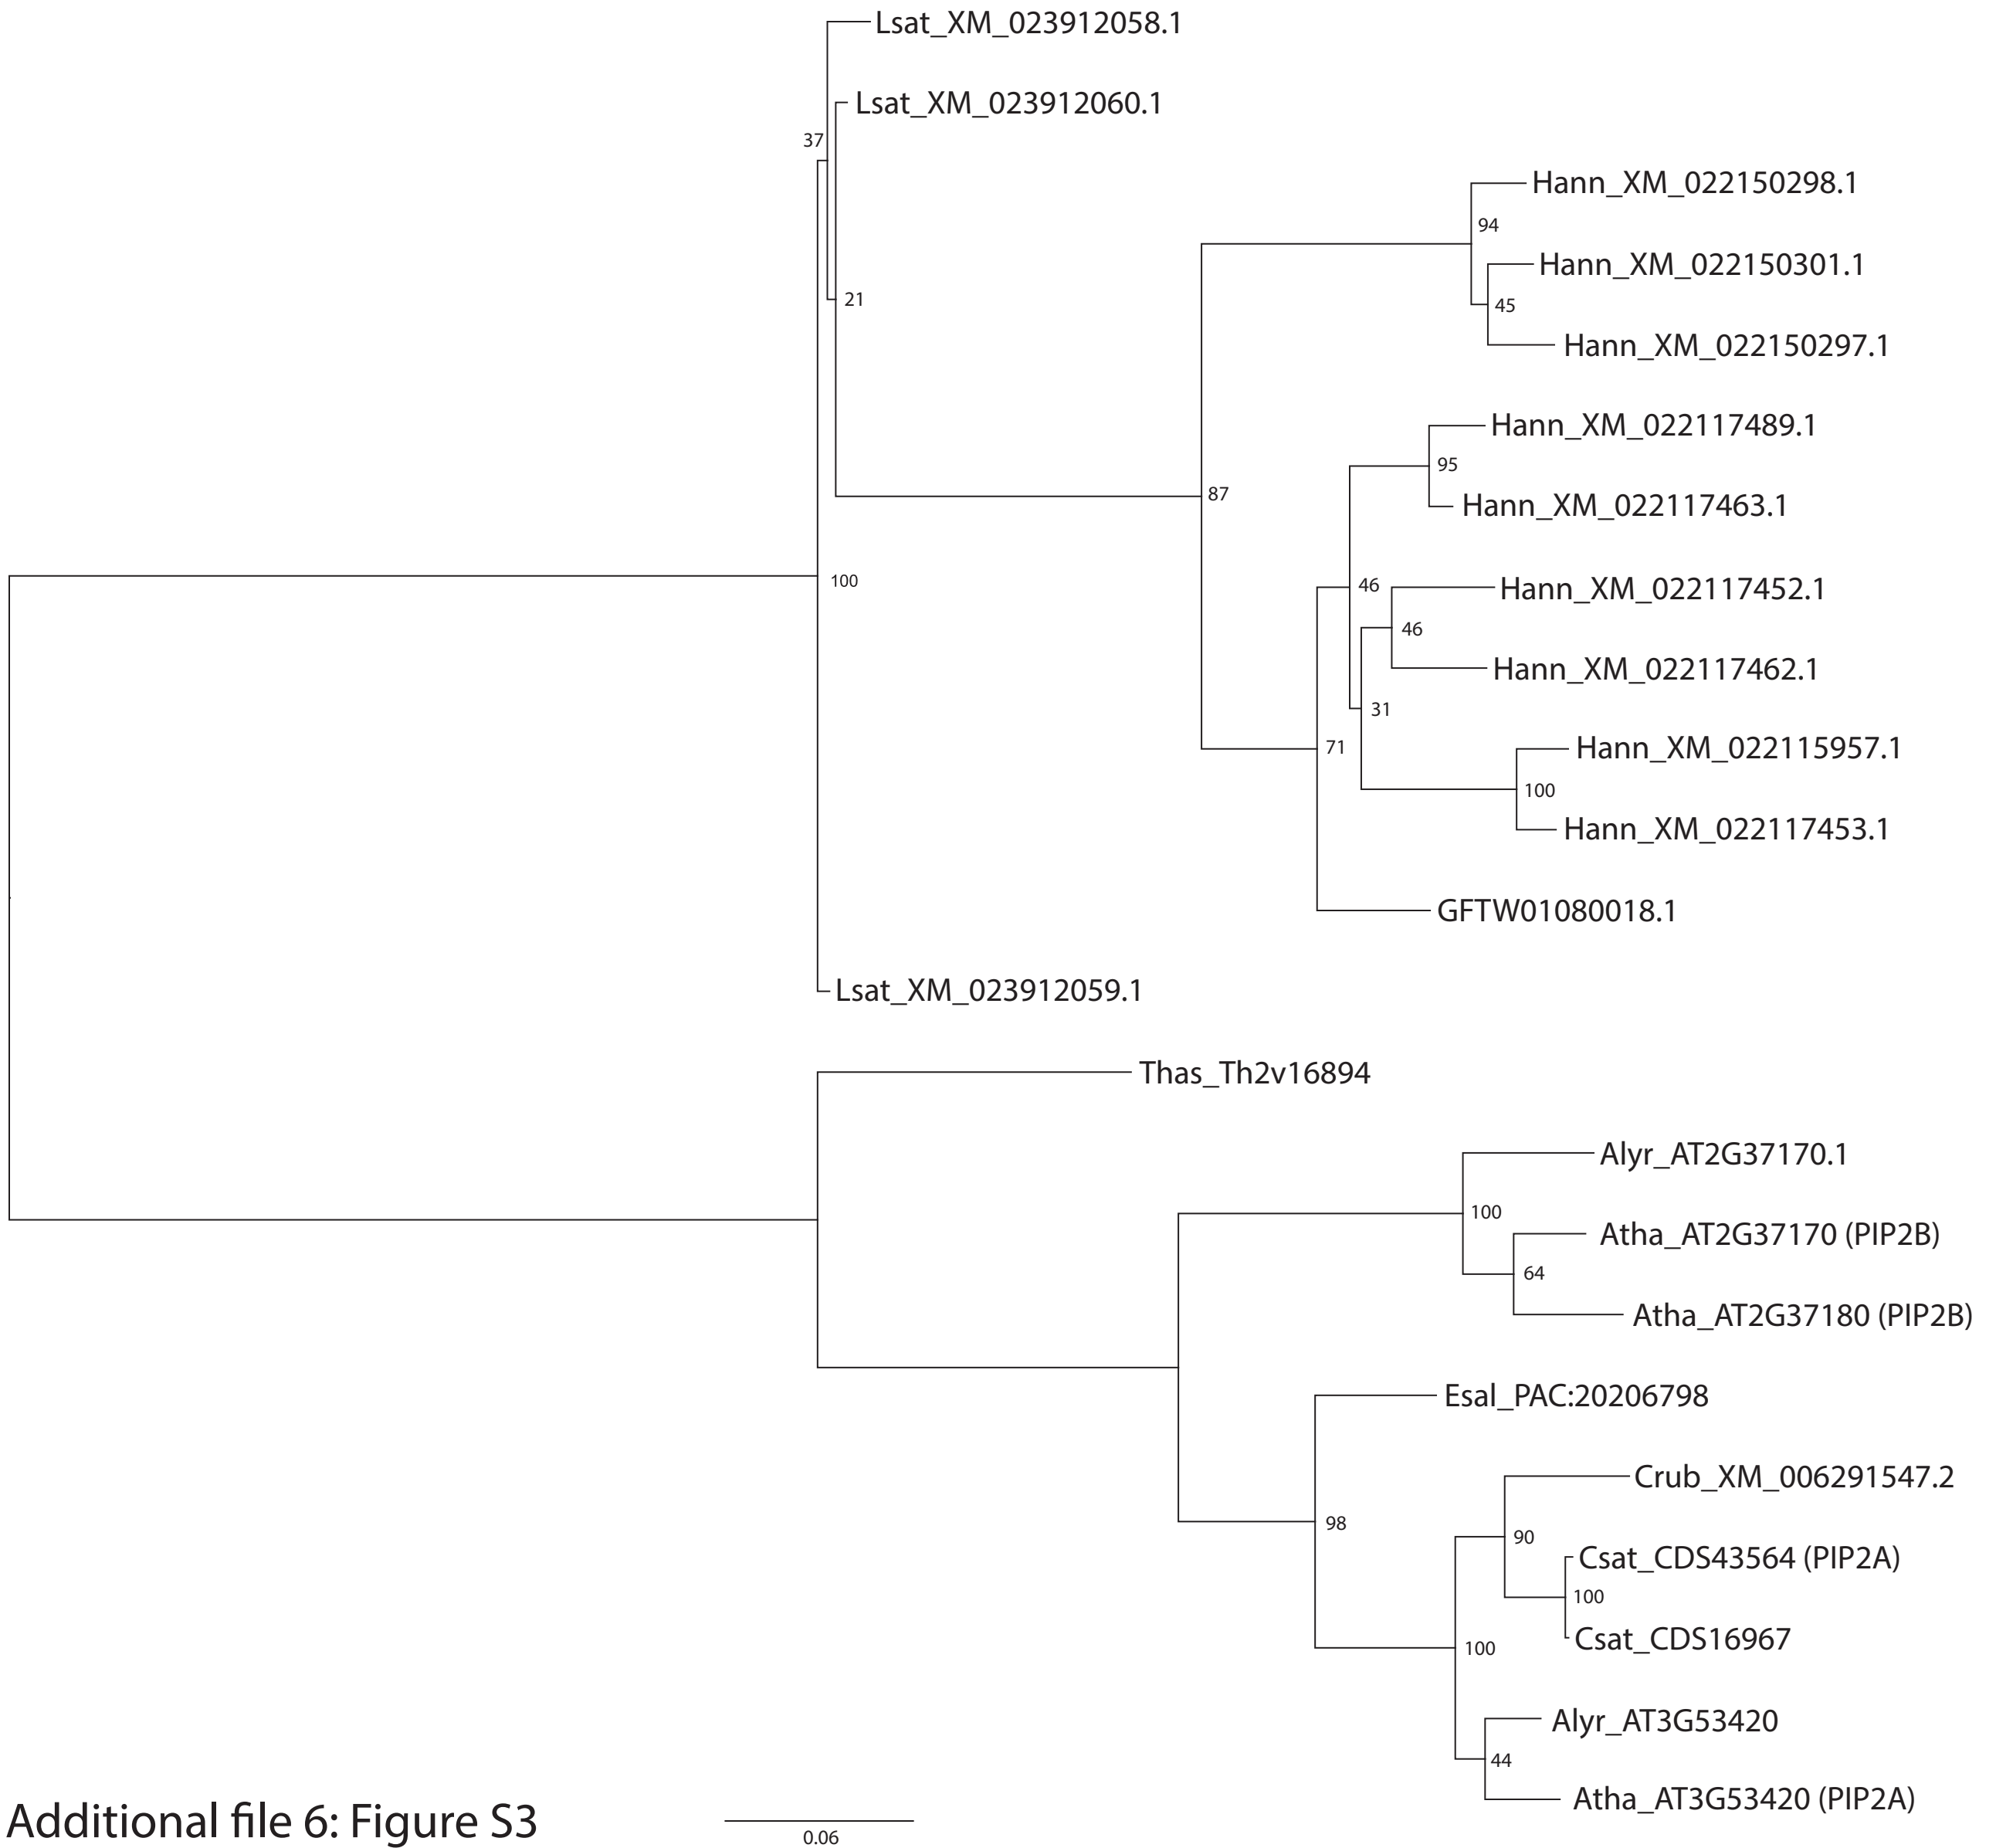 Lsat_XM_023912058.1
Lsat_XM_023912060.1
37
Hann_XM_022150298.1
94
Hann_XM_022150301.1
21
45
Hann_XM_022150297.1
Hann_XM_022117489.1
95
87
Hann_XM_022117463.1
100
46
Hann_XM_022117452.1
46
Hann_XM_022117462.1
31
71
Hann_XM_022115957.1
100
Hann_XM_022117453.1
GFTW01080018.1
Lsat_XM_023912059.1
Thas_Th2v16894
Alyr_AT2G37170.1
100
Atha_AT2G37170 (PIP2B)
64
Atha_AT2G37180 (PIP2B)
Esal_PAC:20206798
Crub_XM_006291547.2
98
90
Csat_CDS43564 (PIP2A)
100
Csat_CDS16967
100
Alyr_AT3G53420
44
Atha_AT3G53420 (PIP2A)
Additional file 6: Figure S3
0.06